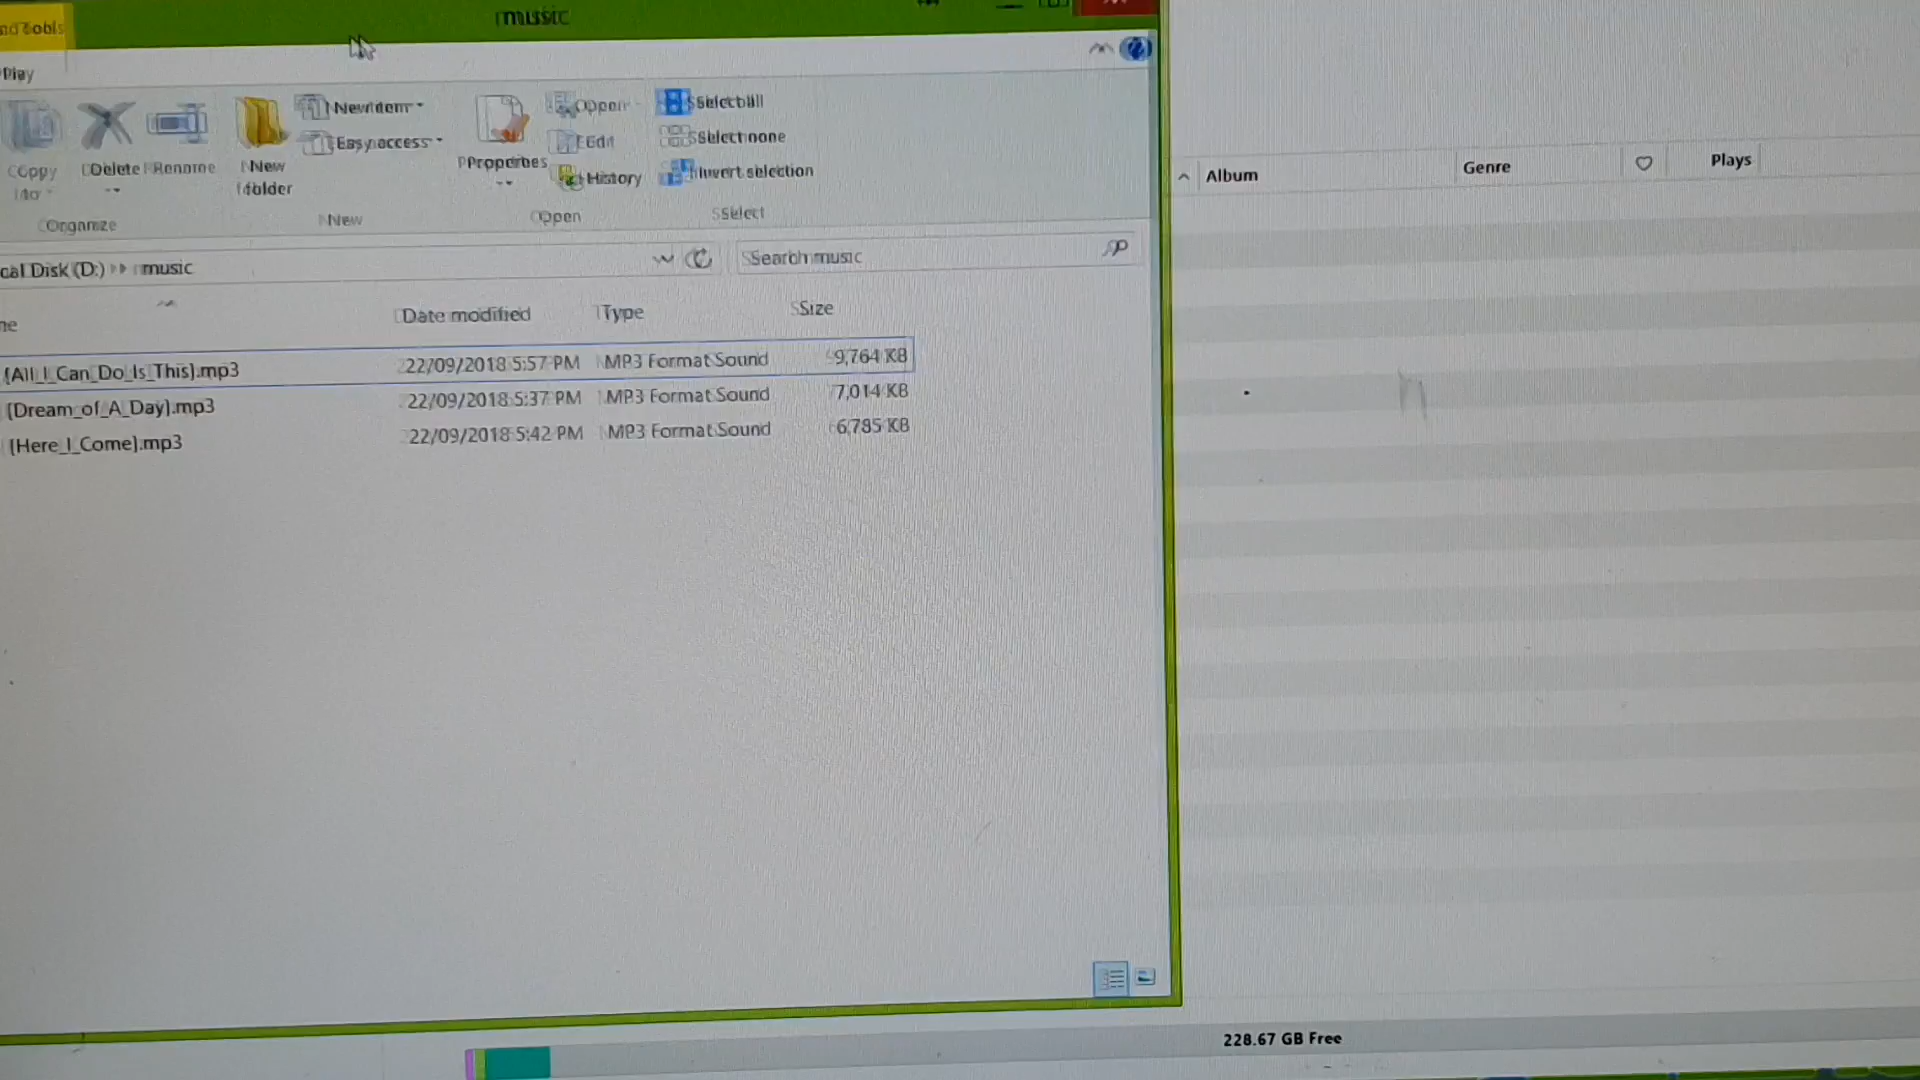 music
Play
Copy
to
Delete
Rename
New
folder
New item
Easy access
Properties
Open
Edit
History
Select all
Select none
Invert selection
Organize
New
Open
Select
cal Disk (D:)
music
Search music
Date modified
Type
Size
[All_I_Can_Do_Is_This].mp3 22/09/2018 5:57 PM MP3 Format Sound 9,764 KB
[Dream_of_A_Day].mp3 22/09/2018 5:37 PM MP3 Format Sound 7,014 KB
[Here_I_Come].mp3 22/09/2018 5:42 PM MP3 Format Sound 6,785 KB
Album
Genre
Plays
228.67 GB Free